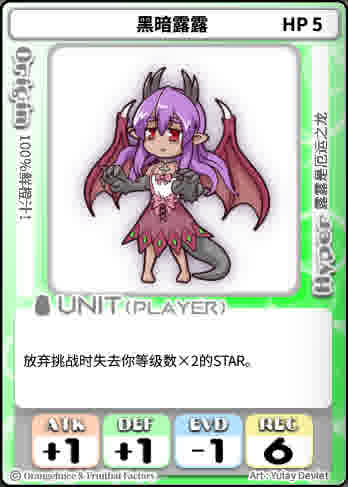 黑暗露露 HP 5
Origin
100%鲜橙汁！
Hyper
露露是厄运之龙
UNIT (PLAYER)
放弃挑战时失去你等级数×2的STAR。
ATK DEF EVD REC
+1 +1 -1 6
© OrangeJuice & Fruitbat Factory
Art: Yulay Devlet